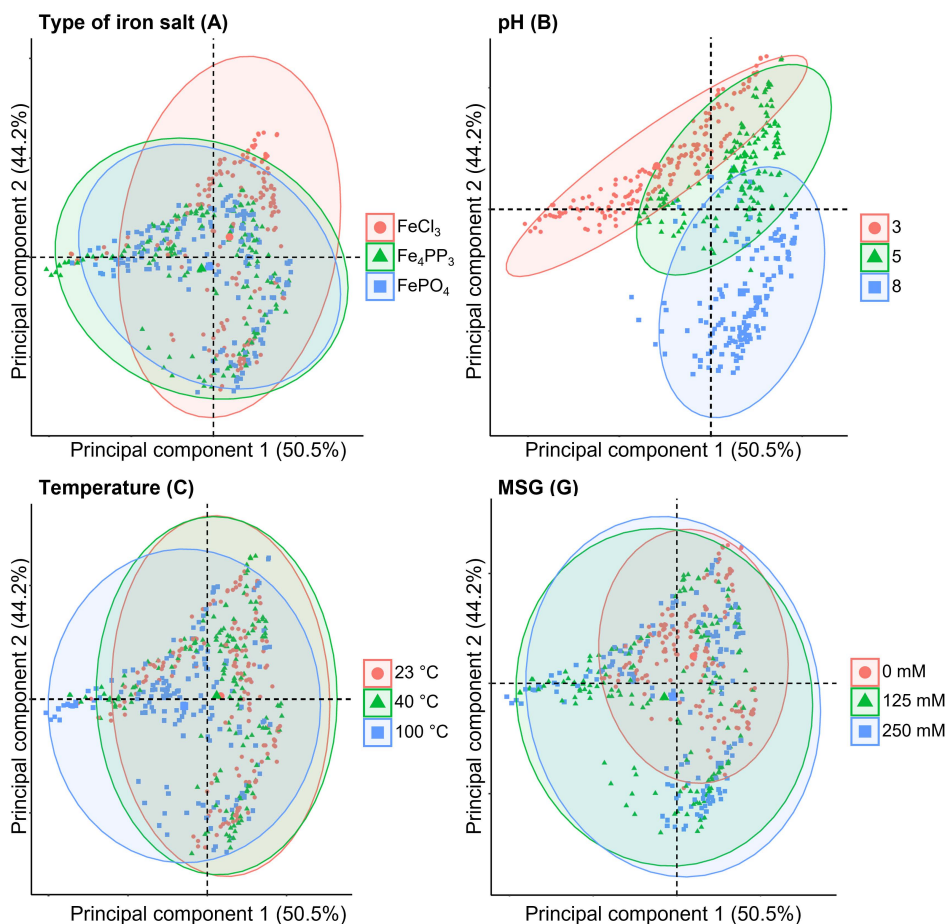 Type of iron salt (A)
Principal component 2 (44.2%)
FeCl₃
Fe₄PP₃
FePO₄
Principal component 1 (50.5%)
pH (B)
Principal component 2 (44.2%)
3
5
8
Principal component 1 (50.5%)
Temperature (C)
Principal component 2 (44.2%)
23 °C
40 °C
100 °C
Principal component 1 (50.5%)
MSG (G)
Principal component 2 (44.2%)
0 mM
125 mM
250 mM
Principal component 1 (50.5%)